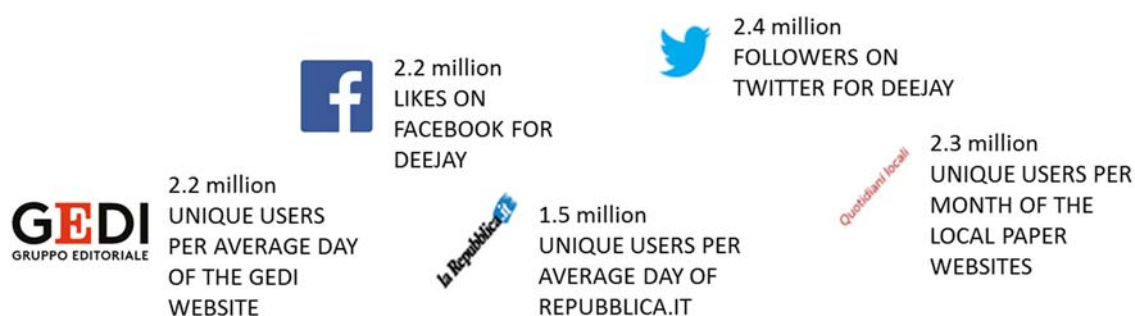 2.4 million
FOLLOWERS ON
TWITTER FOR DEEJAY
2.2 million
LIKES ON
FACEBOOK FOR
DEEJAY
2.3 million
UNIQUE USERS PER
MONTH OF THE
LOCAL PAPER
WEBSITES
Quotidiani locali
GEDI
GRUPPO EDITORIALE
2.2 million
UNIQUE USERS
PER AVERAGE DAY
OF THE GEDI
WEBSITE
la Repubblica.it
1.5 million
UNIQUE USERS PER
AVERAGE DAY OF
REPUBBLICA.IT